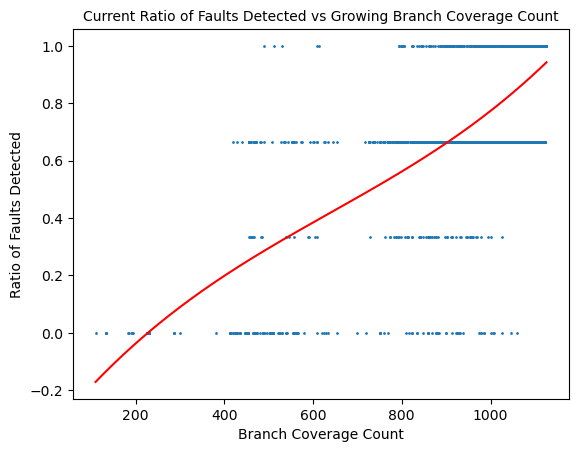 Current Ratio of Faults Detected vs Growing Branch Coverage Count
1.0
0.8
0.6
0.4
0.2
0.0
−0.2
Ratio of Faults Detected
200 400 600 800 1000
Branch Coverage Count